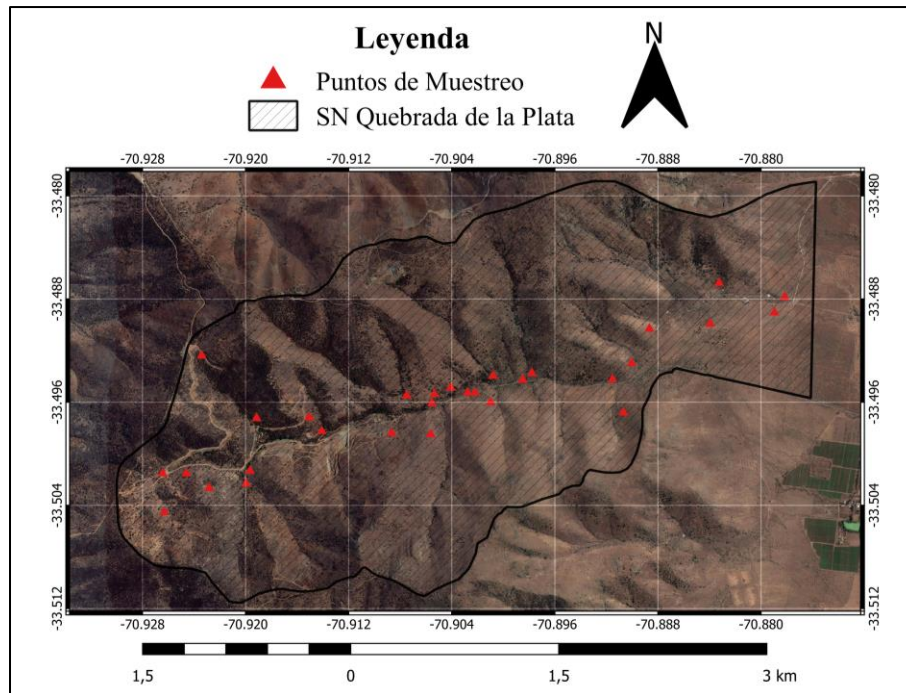 Leyenda
N
Puntos de Muestreo
SN Quebrada de la Plata
-70.928 -70.920 -70.912 -70.904 -70.896 -70.888 -70.880
-33.480 -33.480
-33.488 -33.488
-33.496 -33.496
-33.504 -33.504
-33.512 -33.512
-70.928 -70.920 -70.912 -70.904 -70.896 -70.888 -70.880
1,5 0 1,5 3 km